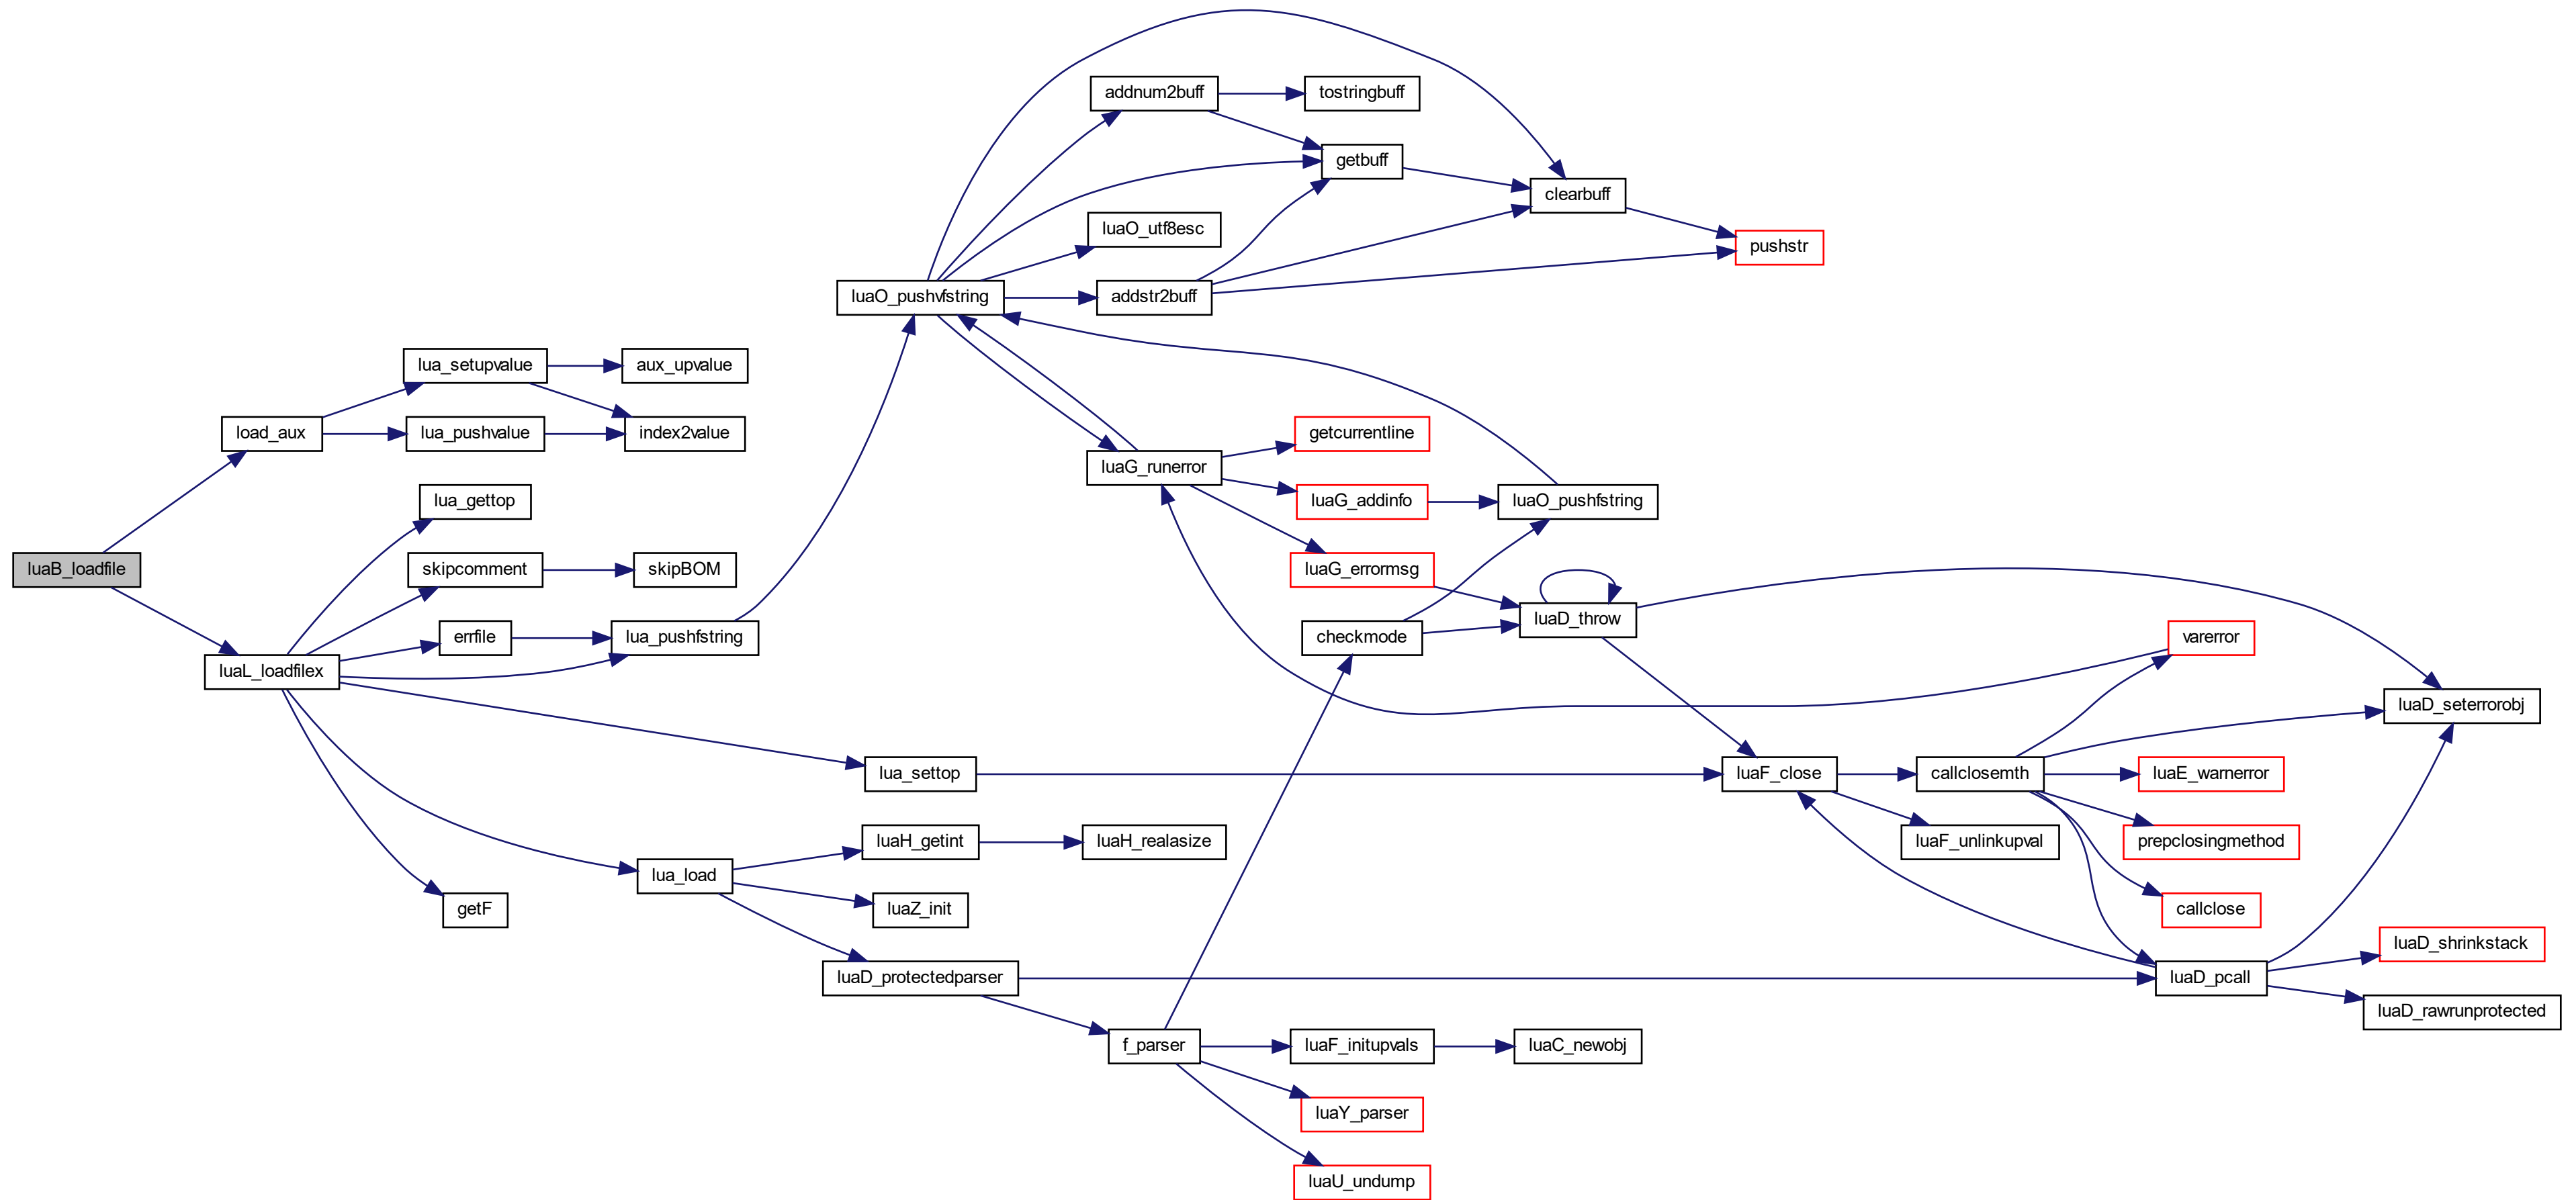 luaB_loadfile
load_aux
lua_setupvalue
aux_upvalue
lua_pushvalue
index2value
luaL_loadfilex
lua_gettop
skipcomment
skipBOM
errfile
lua_pushfstring
lua_settop
lua_load
getF
luaH_getint
luaH_realasize
luaZ_init
luaD_protectedparser
f_parser
luaO_pushvfstring
addnum2buff
tostringbuff
getbuff
luaO_utf8esc
addstr2buff
clearbuff
pushstr
luaG_runerror
getcurrentline
luaG_addinfo
luaG_errormsg
luaO_pushfstring
checkmode
luaD_throw
luaF_close
callclosemth
luaF_unlinkupval
varerror
luaD_seterrorobj
luaE_warnerror
prepclosingmethod
callclose
luaD_pcall
luaD_shrinkstack
luaD_rawrunprotected
luaF_initupvals
luaC_newobj
luaY_parser
luaU_undump